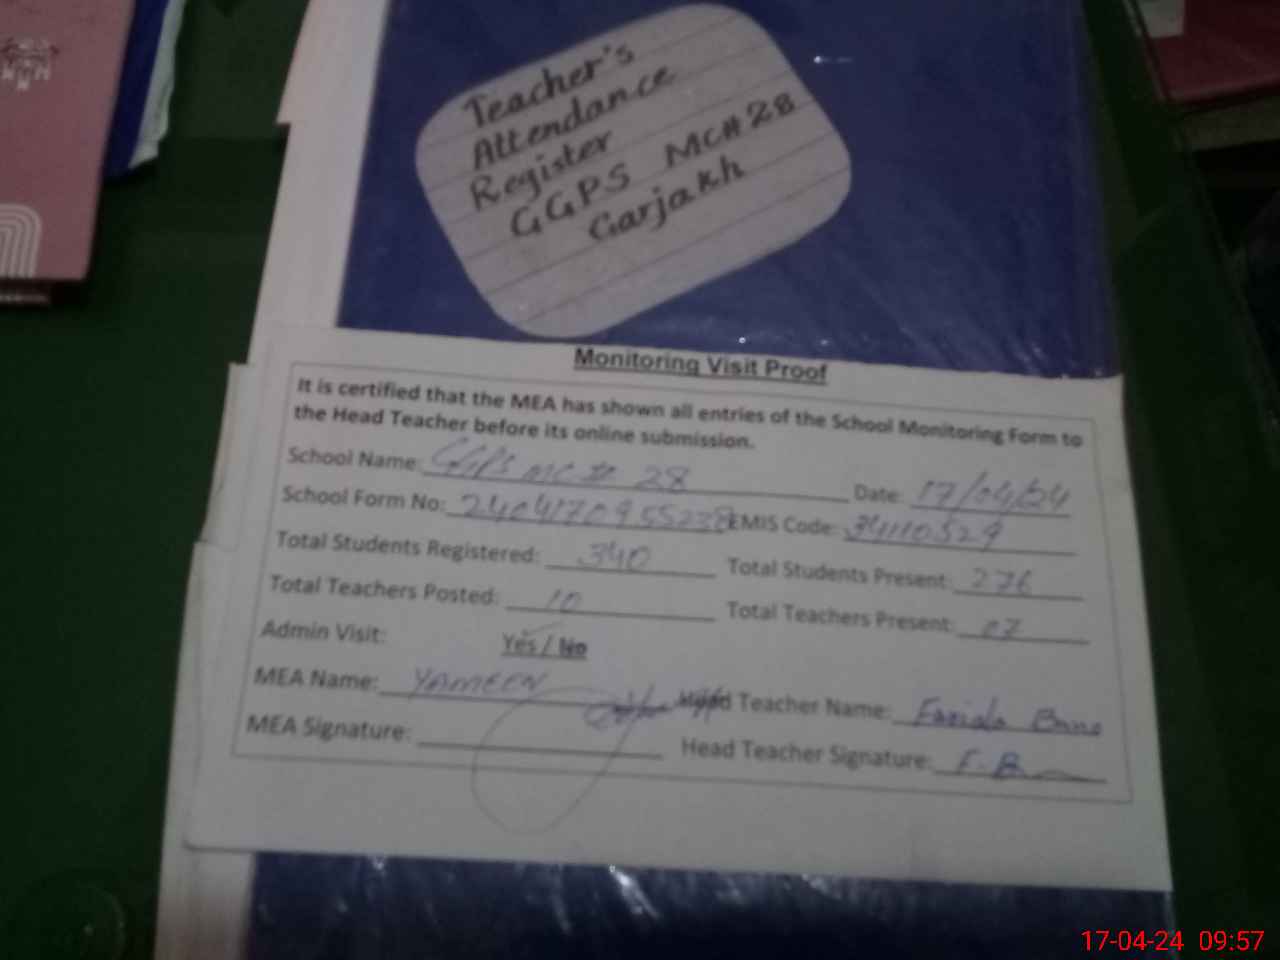 Teacher's
Attendance
Register
GGPS MC# 28
Garjakh
Monitoring Visit Proof
It is certified that the MEA has shown all entries of the School Monitoring Form to
the Head Teacher before its online submission.
School Name: GGPS MC # 28 Date: 17/04/24
School Form No: 2404170955238 EMIS Code: 34110529
Total Students Registered: 340 Total Students Present: 276
Total Teachers Posted: 10 Total Teachers Present: 07
Admin Visit: Yes / No
MEA Name: YAMEEN Head Teacher Name: Farida Bano
MEA Signature: Head Teacher Signature: F.B
17-04-24 09:57